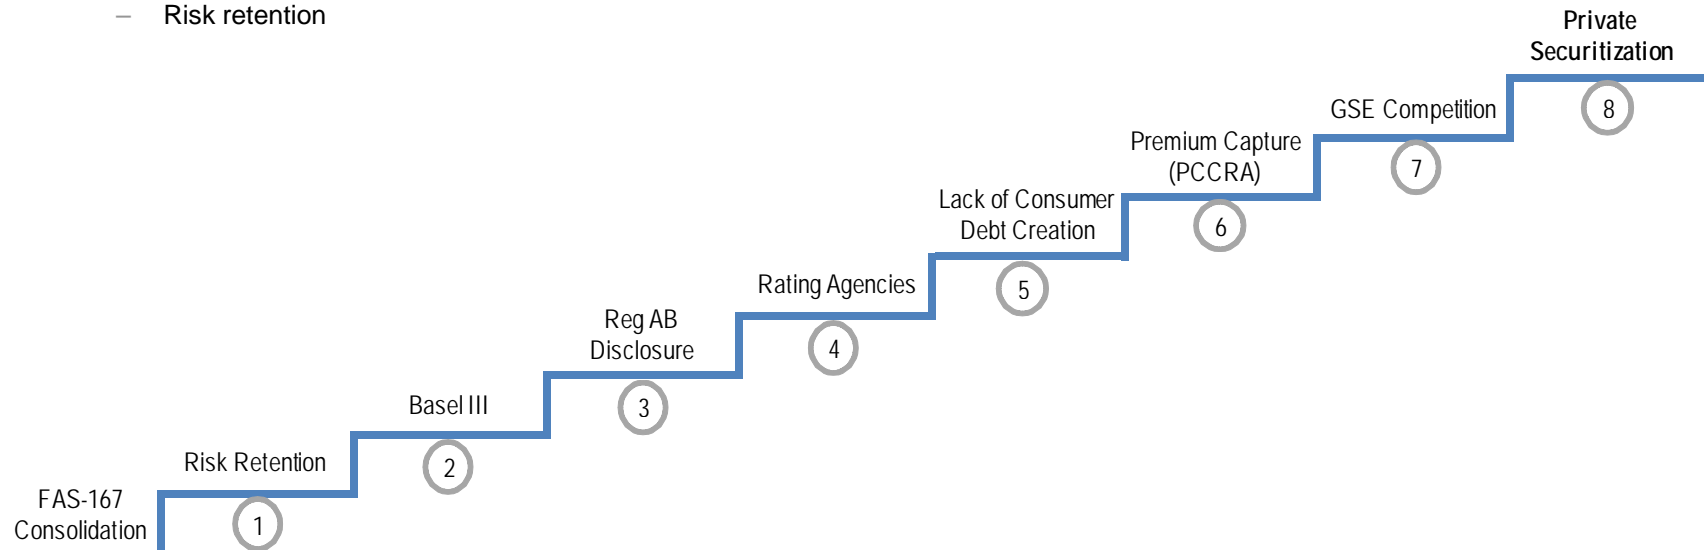 – Risk retention
Private
Securitization
8
GSE Competition
7
Premium Capture
(PCCRA)
6
Lack of Consumer
Debt Creation
5
Rating Agencies
4
Reg AB
Disclosure
3
Basel III
2
Risk Retention
1
FAS-167
Consolidation